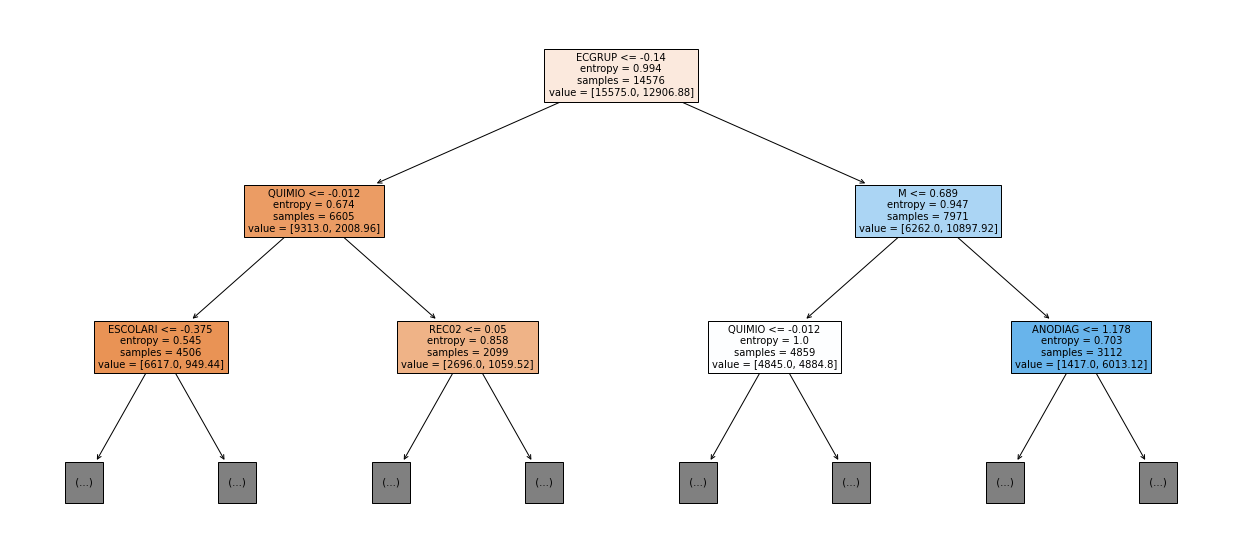 ECGRUP <= -0.14
entropy = 0.994
samples = 14576
value = [15575.0, 12906.88]
QUIMIO <= -0.012
entropy = 0.674
samples = 6605
value = [9313.0, 2008.96]
M <= 0.689
entropy = 0.947
samples = 7971
value = [6262.0, 10897.92]
ESCOLARI <= -0.375
entropy = 0.545
samples = 4506
value = [6617.0, 949.44]
REC02 <= 0.05
entropy = 0.858
samples = 2099
value = [2696.0, 1059.52]
QUIMIO <= -0.012
entropy = 1.0
samples = 4859
value = [4845.0, 4884.8]
ANODIAG <= 1.178
entropy = 0.703
samples = 3112
value = [1417.0, 6013.12]
(...)
(...)
(...)
(...)
(...)
(...)
(...)
(...)